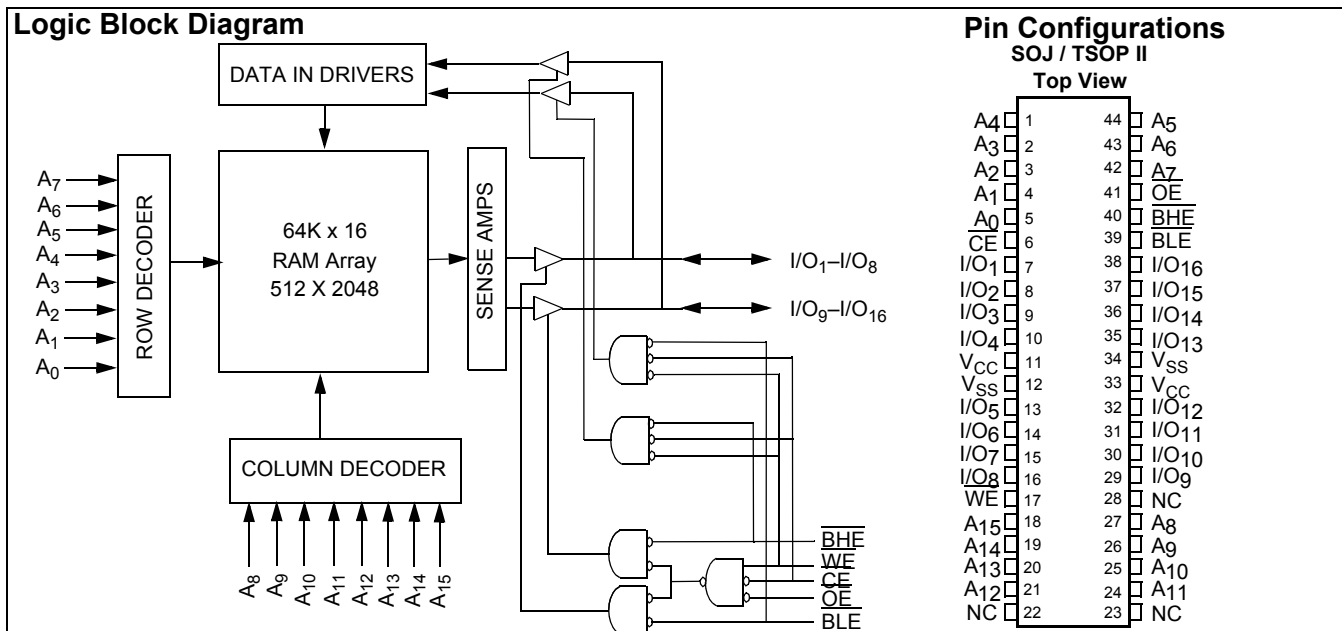 Logic Block Diagram
DATA IN DRIVERS
A7
A6
A5
A4
A3
A2
A1
A0
ROW DECODER
64K x 16
RAM Array
512 X 2048
SENSE AMPS
I/O1–I/O8
I/O9–I/O16
COLUMN DECODER
A8
A9
A10
A11
A12
A13
A14
A15
BHE
WE
CE
OE
BLE
Pin Configurations
SOJ / TSOP II
Top View
A4 1 44 A5
A3 2 43 A6
A2 3 42 A7
A1 4 41 OE
A0 5 40 BHE
CE 6 39 BLE
I/O1 7 38 I/O16
I/O2 8 37 I/O15
I/O3 9 36 I/O14
I/O4 10 35 I/O13
VCC 11 34 VSS
VSS 12 33 VCC
I/O5 13 32 I/O12
I/O6 14 31 I/O11
I/O7 15 30 I/O10
I/O8 16 29 I/O9
WE 17 28 NC
A15 18 27 A8
A14 19 26 A9
A13 20 25 A10
A12 21 24 A11
NC 22 23 NC